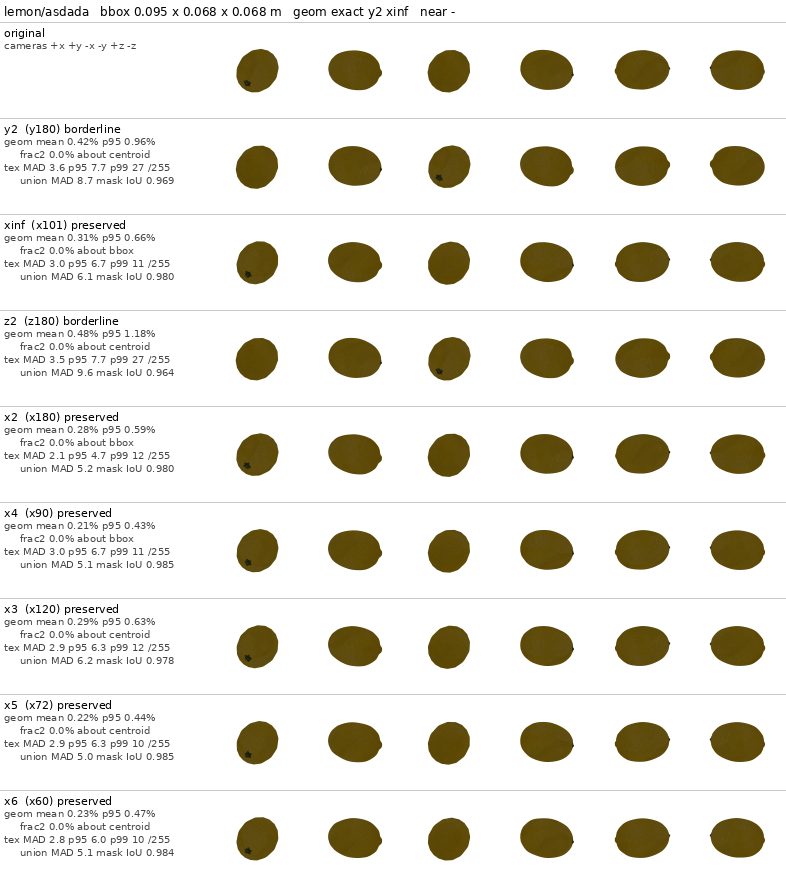 lemon/asdada   bbox 0.095 x 0.068 x 0.068 m   geom exact y2 xinf   near -
original
cameras +x +y -x -y +z -z
y2  (y180) borderline
geom mean 0.42% p95 0.96%
frac2 0.0% about centroid
tex MAD 3.6 p95 7.7 p99 27 /255
union MAD 8.7 mask IoU 0.969
xinf  (x101) preserved
geom mean 0.31% p95 0.66%
frac2 0.0% about bbox
tex MAD 3.0 p95 6.7 p99 11 /255
union MAD 6.1 mask IoU 0.980
z2  (z180) borderline
geom mean 0.48% p95 1.18%
frac2 0.0% about centroid
tex MAD 3.5 p95 7.7 p99 27 /255
union MAD 9.6 mask IoU 0.964
x2  (x180) preserved
geom mean 0.28% p95 0.59%
frac2 0.0% about bbox
tex MAD 2.1 p95 4.7 p99 12 /255
union MAD 5.2 mask IoU 0.980
x4  (x90) preserved
geom mean 0.21% p95 0.43%
frac2 0.0% about bbox
tex MAD 3.0 p95 6.7 p99 11 /255
union MAD 5.1 mask IoU 0.985
x3  (x120) preserved
geom mean 0.29% p95 0.63%
frac2 0.0% about centroid
tex MAD 2.9 p95 6.3 p99 12 /255
union MAD 6.2 mask IoU 0.978
x5  (x72) preserved
geom mean 0.22% p95 0.44%
frac2 0.0% about centroid
tex MAD 2.9 p95 6.3 p99 10 /255
union MAD 5.0 mask IoU 0.985
x6  (x60) preserved
geom mean 0.23% p95 0.47%
frac2 0.0% about centroid
tex MAD 2.8 p95 6.0 p99 10 /255
union MAD 5.1 mask IoU 0.984